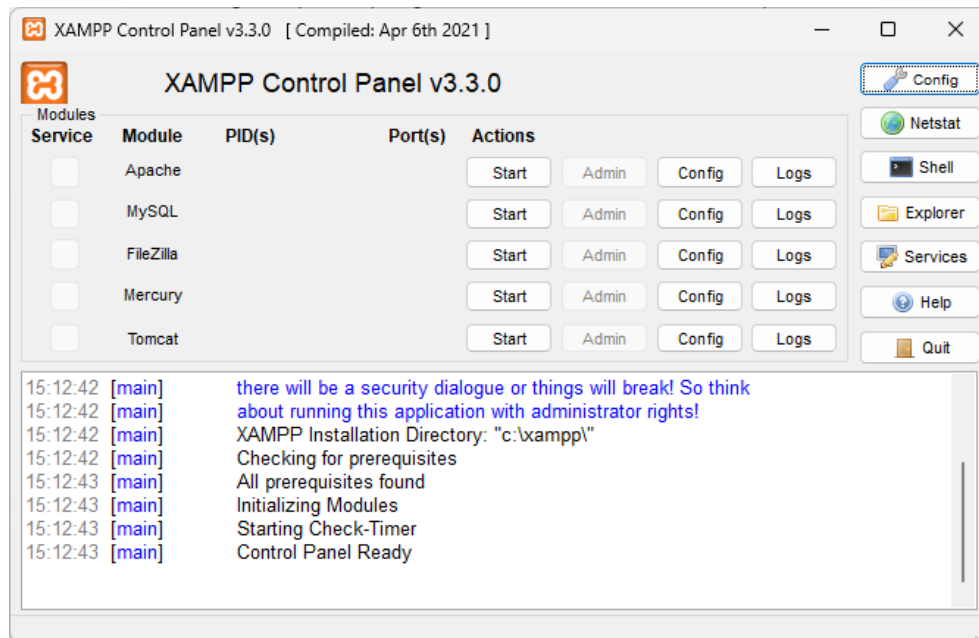 XAMPP Control Panel v3.3.0 [ Compiled: Apr 6th 2021 ]
XAMPP Control Panel v3.3.0
Config
Modules
Service Module PID(s) Port(s) Actions
Netstat
Apache Start Admin Config Logs
Shell
MySQL Start Admin Config Logs
Explorer
FileZilla Start Admin Config Logs
Services
Mercury Start Admin Config Logs
Help
Tomcat Start Admin Config Logs
Quit
15:12:42 [main] there will be a security dialogue or things will break! So think
15:12:42 [main] about running this application with administrator rights!
15:12:42 [main] XAMPP Installation Directory: "c:\xampp\"
15:12:42 [main] Checking for prerequisites
15:12:43 [main] All prerequisites found
15:12:43 [main] Initializing Modules
15:12:43 [main] Starting Check-Timer
15:12:43 [main] Control Panel Ready